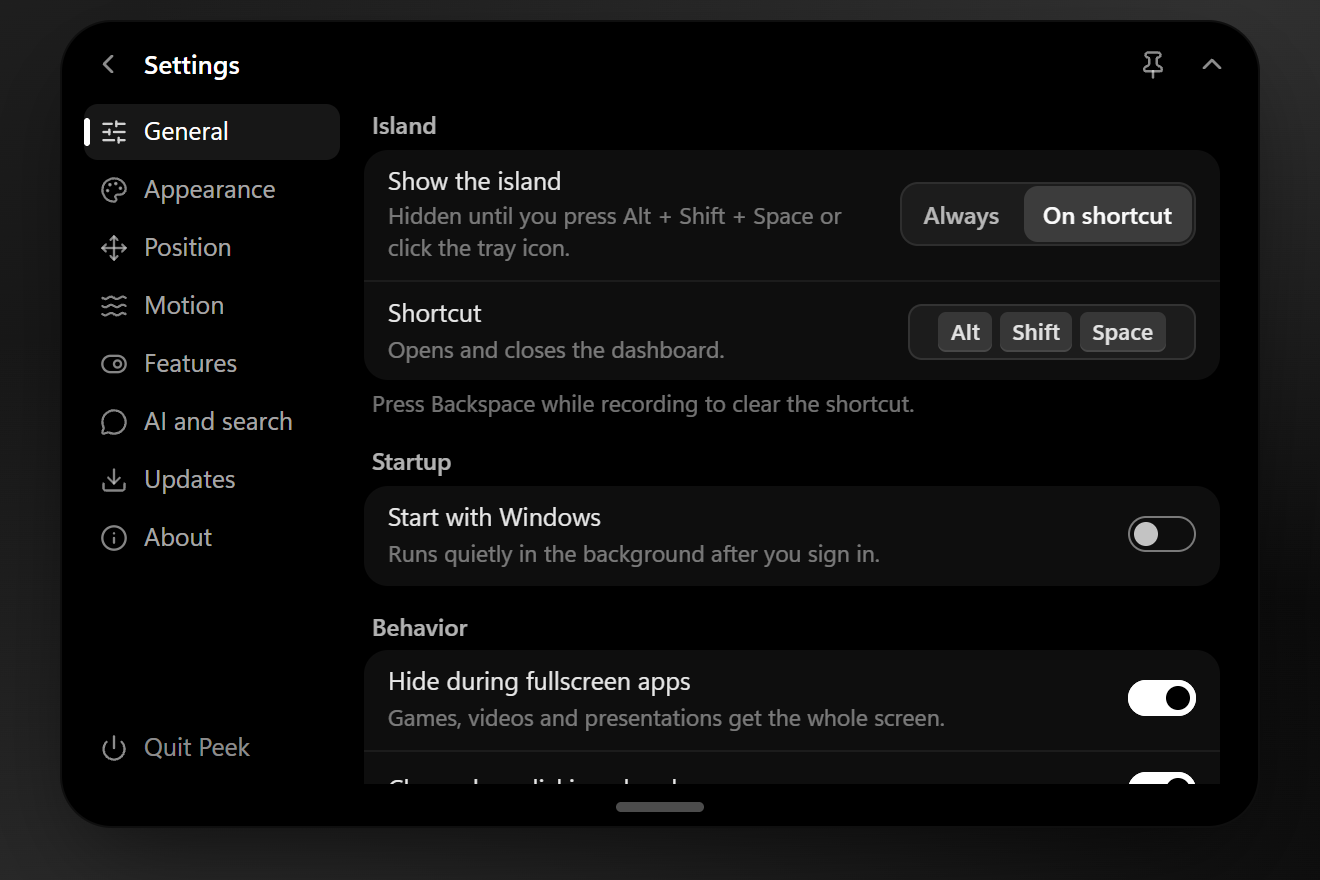 Settings
General
Appearance
Position
Motion
Features
AI and search
Updates
About
Quit Peek
Island
Show the island
Hidden until you press Alt + Shift + Space or
click the tray icon.
Always
On shortcut
Shortcut
Opens and closes the dashboard.
Alt Shift Space
Press Backspace while recording to clear the shortcut.
Startup
Start with Windows
Runs quietly in the background after you sign in.
Behavior
Hide during fullscreen apps
Games, videos and presentations get the whole screen.